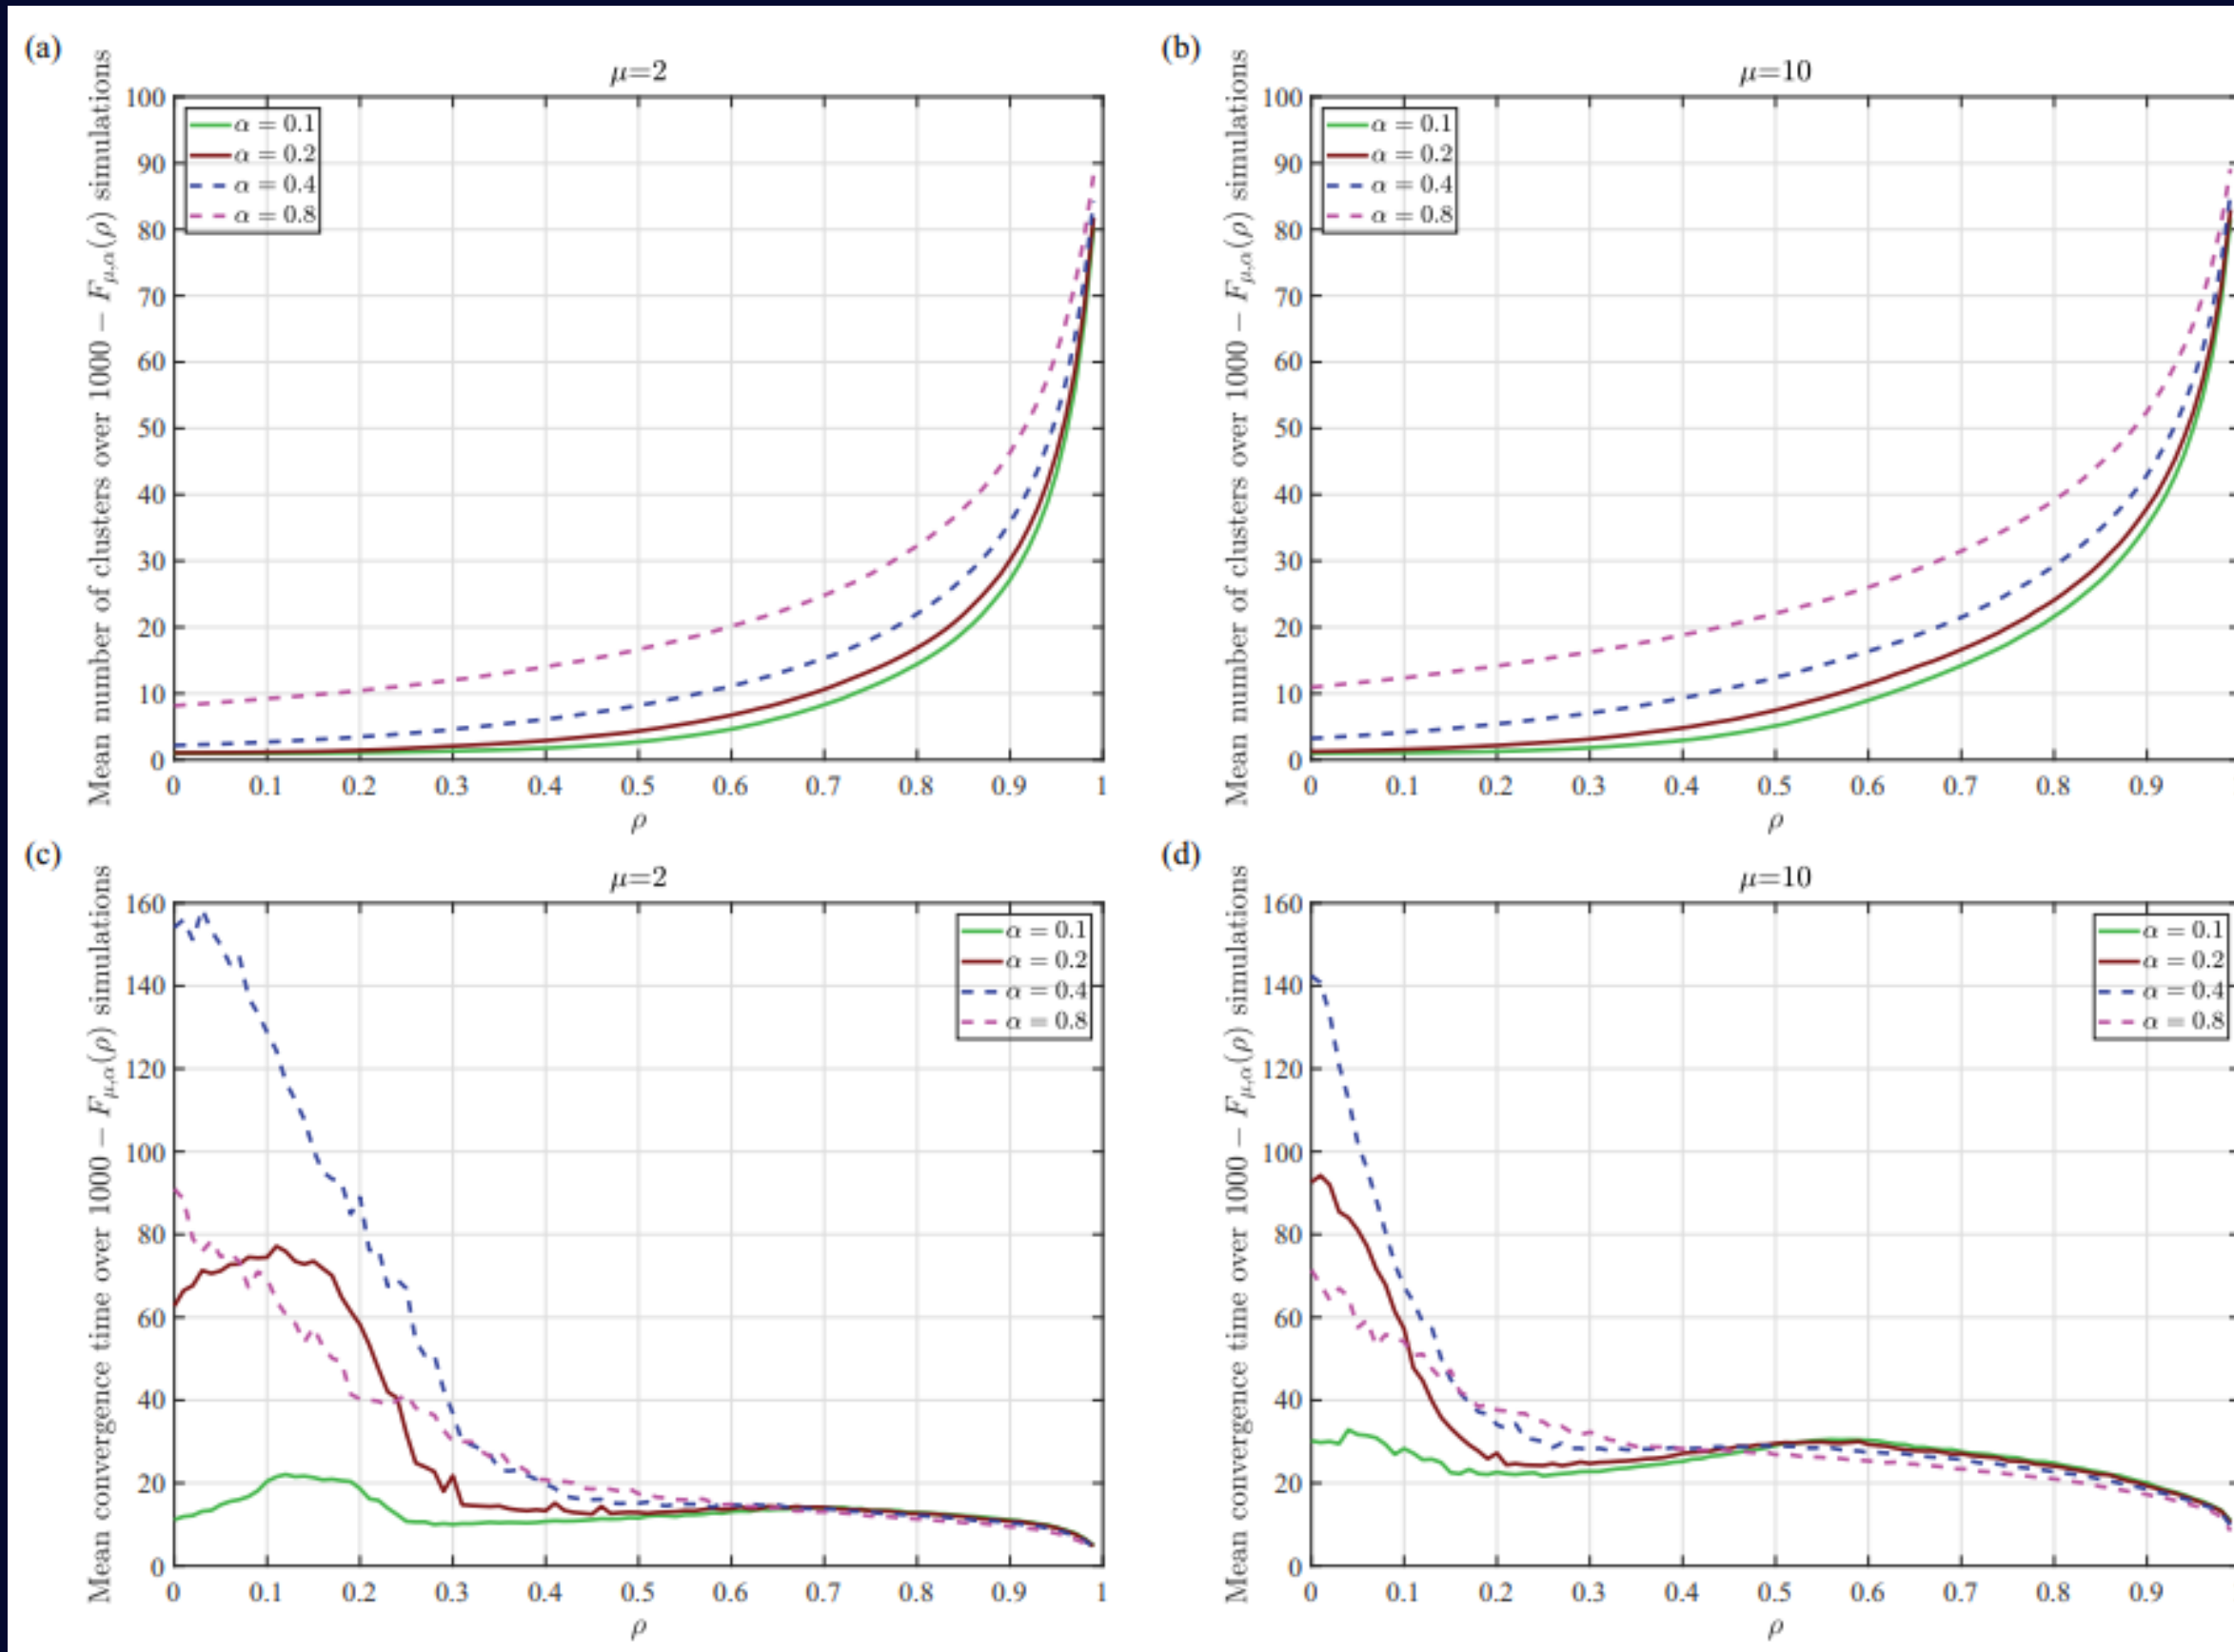 (a)
μ=2
Mean number of clusters over 1000 − F_{μ,α}(ρ) simulations
100
90
80
70
60
50
40
30
20
10
0
α = 0.1
α = 0.2
α = 0.4
α = 0.8
0 0.1 0.2 0.3 0.4 0.5 0.6 0.7 0.8 0.9 1
ρ
(b)
μ=10
Mean number of clusters over 1000 − F_{μ,α}(ρ) simulations
100
90
80
70
60
50
40
30
20
10
0
α = 0.1
α = 0.2
α = 0.4
α = 0.8
0 0.1 0.2 0.3 0.4 0.5 0.6 0.7 0.8 0.9
ρ
(c)
μ=2
Mean convergence time over 1000 − F_{μ,α}(ρ) simulations
160
140
120
100
80
60
40
20
0
α = 0.1
α = 0.2
α = 0.4
α = 0.8
0 0.1 0.2 0.3 0.4 0.5 0.6 0.7 0.8 0.9 1
ρ
(d)
μ=10
Mean convergence time over 1000 − F_{μ,α}(ρ) simulations
160
140
120
100
80
60
40
20
0
α = 0.1
α = 0.2
α = 0.4
α = 0.8
0 0.1 0.2 0.3 0.4 0.5 0.6 0.7 0.8 0.9
ρ